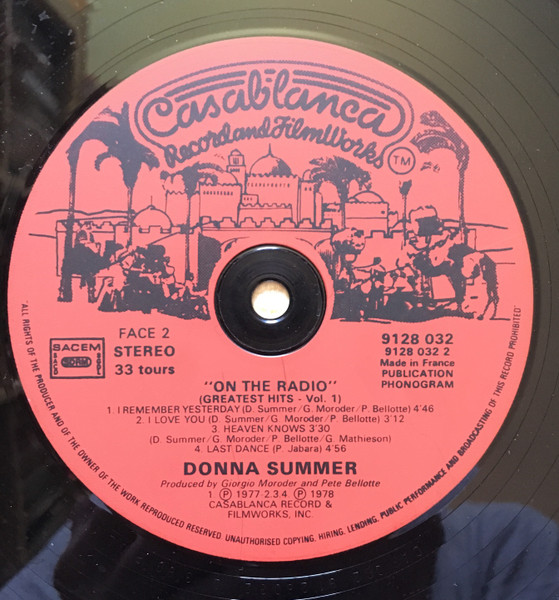 Casablanca
Record and FilmWorks
TM
FACE 2
STEREO
33 tours
SACEM
9128 032
9128 032 2
Made in France
PUBLICATION
PHONOGRAM
"ON THE RADIO"
(GREATEST HITS - Vol. 1)
1. I REMEMBER YESTERDAY (D. Summer/G. Moroder/P. Bellotte) 4'46
2. I LOVE YOU (D. Summer/G. Moroder/P. Bellotte) 3'12
3. HEAVEN KNOWS 3'30
(D. Summer/G. Moroder/P. Bellotte/G. Mathieson)
4. LAST DANCE (P. Jabara) 4'56
DONNA SUMMER
Produced by Giorgio Moroder and Pete Bellotte
1. Ⓟ 1977-2.3.4. Ⓟ 1978
CASABLANCA RECORD &
FILMWORKS, INC.
"ALL RIGHTS OF THE PRODUCER AND OF THE OWNER OF THE WORK REPRODUCED RESERVED. UNAUTHORISED COPYING, HIRING, LENDING, PUBLIC PERFORMANCE AND BROADCASTING OF THIS RECORD PROHIBITED"